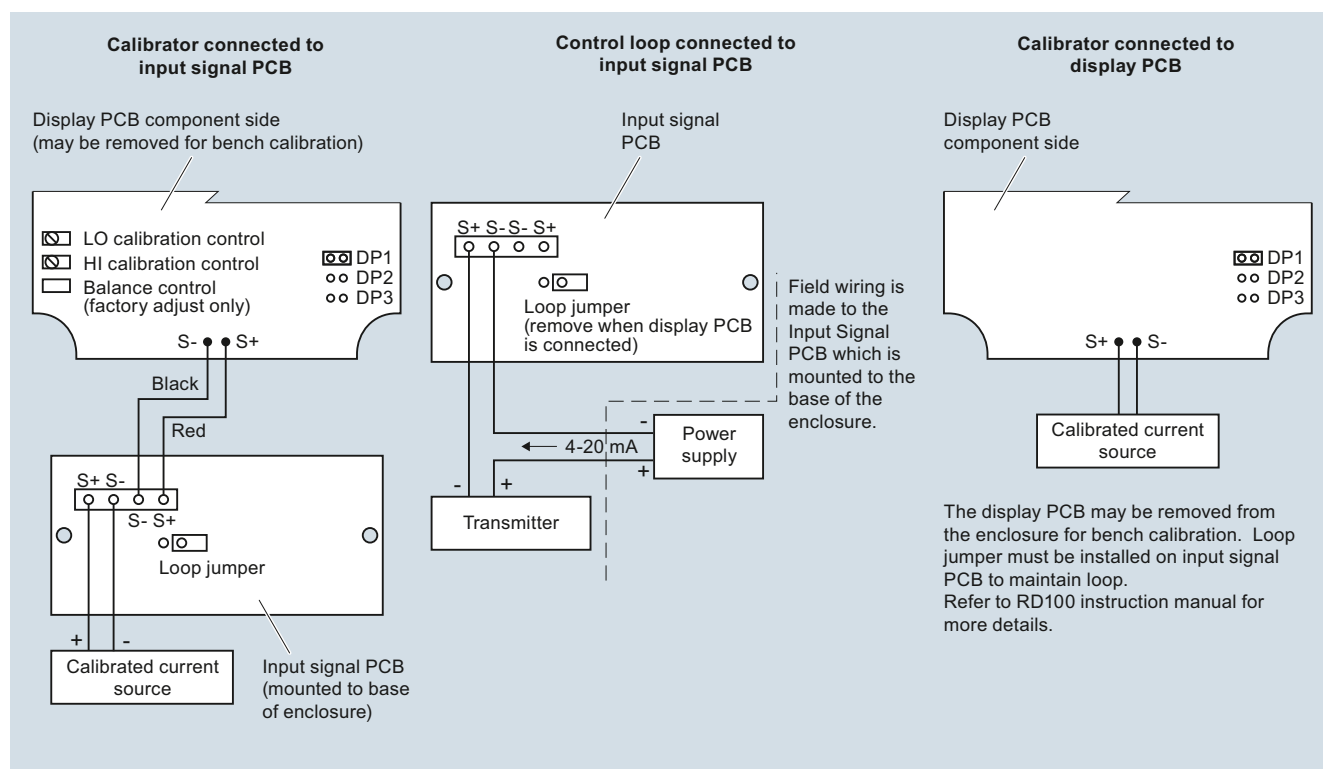 Calibrator connected to
input signal PCB
Display PCB component side
(may be removed for bench calibration)
LO calibration control
HI calibration control
Balance control
(factory adjust only)
DP1
DP2
DP3
S- S+
Black
Red
S+ S-
S- S+
Loop jumper
+ -
Calibrated current
source
Input signal PCB
(mounted to base
of enclosure)
Control loop connected to
input signal PCB
Input signal
PCB
S+ S- S- S+
Loop jumper
(remove when display PCB
is connected)
Field wiring is
made to the
Input Signal
PCB which is
mounted to the
base of the
enclosure.
-
4-20 mA
+
Power
supply
- +
Transmitter
Calibrator connected to
display PCB
Display PCB
component side
DP1
DP2
DP3
S+ S-
Calibrated current
source
The display PCB may be removed from
the enclosure for bench calibration. Loop
jumper must be installed on input signal
PCB to maintain loop.
Refer to RD100 instruction manual for
more details.